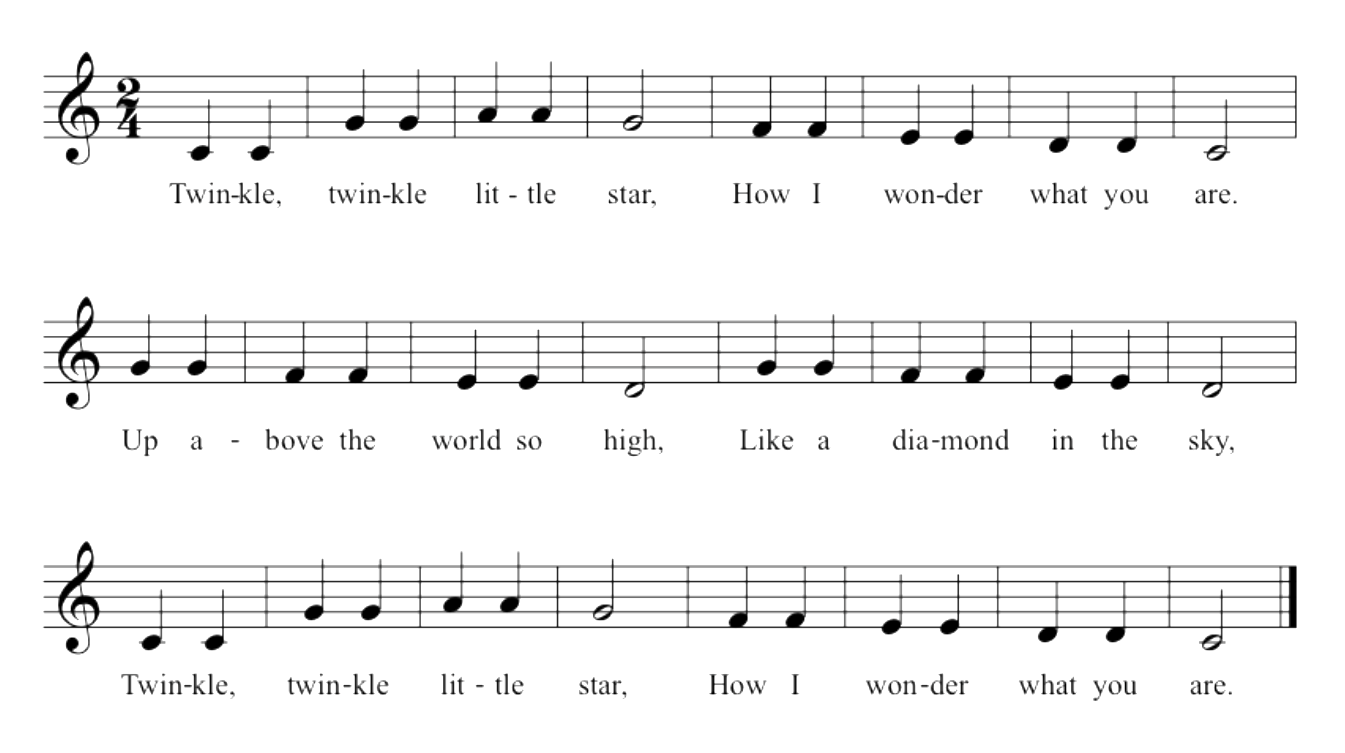 2
4
Twin-kle, twin-kle lit - tle star, How I won-der what you are.
Up a - bove the world so high, Like a dia-mond in the sky,
Twin-kle, twin-kle lit - tle star, How I won-der what you are.